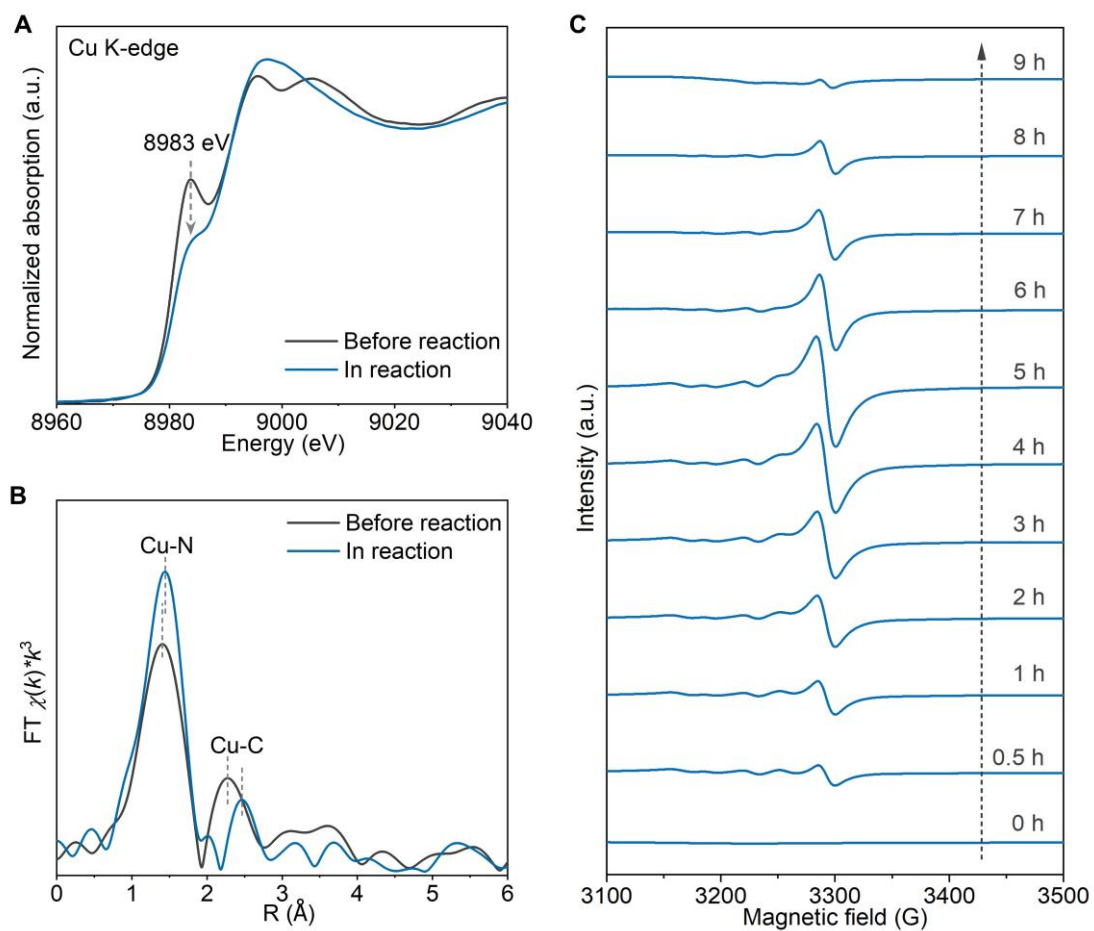 A
Cu K-edge
8983 eV
Normalized absorption (a.u.)
Before reaction
In reaction
8960 8980 9000 9020 9040
Energy (eV)
B
Before reaction
In reaction
Cu-N
Cu-C
FT χ(k)*k³
0 1 2 3 4 5 6
R (Å)
C
9 h
8 h
7 h
6 h
5 h
4 h
3 h
2 h
1 h
0.5 h
0 h
Intensity (a.u.)
3100 3200 3300 3400 3500
Magnetic field (G)